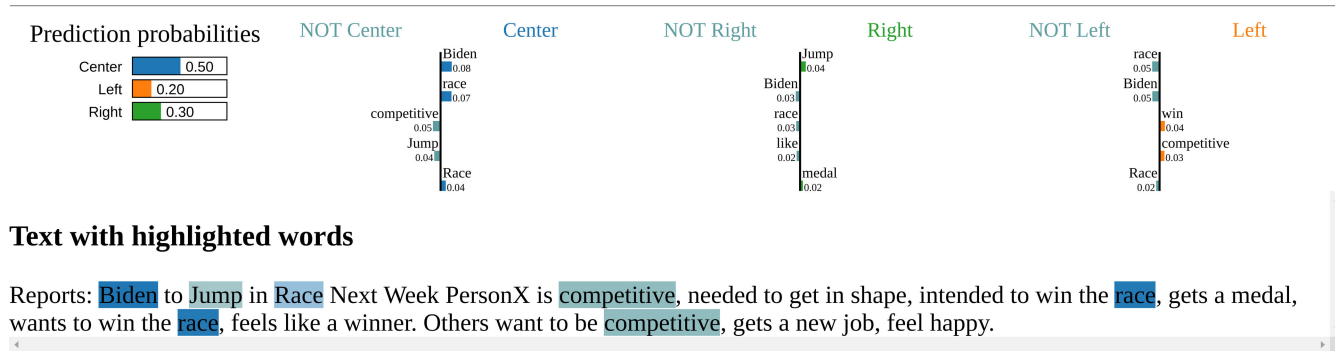 Prediction probabilities
Center 0.50
Left 0.20
Right 0.30
NOT Center Center
Biden
0.08
race
0.07
competitive
0.05
Jump
0.04
Race
0.04
NOT Right Right
Jump
0.04
Biden
0.03
race
0.03
like
0.02
medal
0.02
NOT Left Left
race
0.05
Biden
0.05
win
0.04
competitive
0.03
Race
0.02
Text with highlighted words
Reports: Biden to Jump in Race Next Week PersonX is competitive, needed to get in shape, intended to win the race, gets a medal,
wants to win the race, feels like a winner. Others want to be competitive, gets a new job, feel happy.